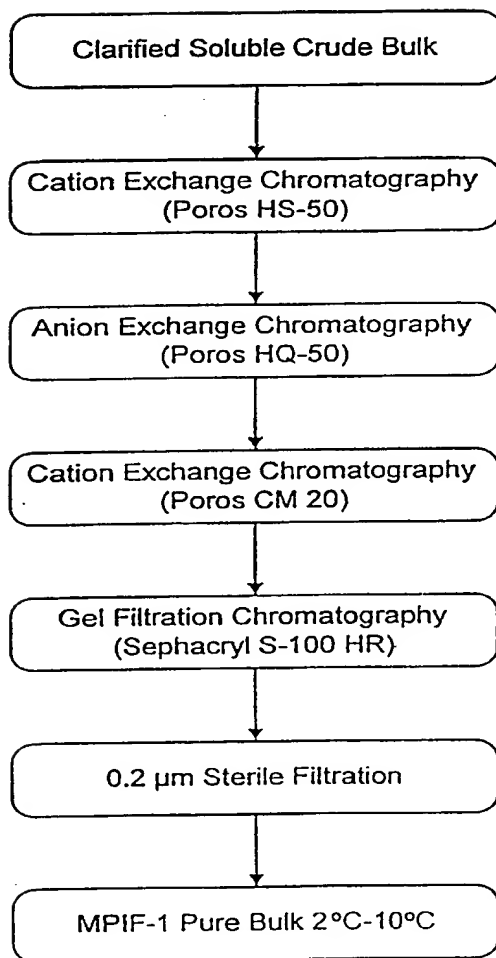 Clarified Soluble Crude Bulk
Cation Exchange Chromatography
(Poros HS-50)
Anion Exchange Chromatography
(Poros HQ-50)
Cation Exchange Chromatography
(Poros CM 20)
Gel Filtration Chromatography
(Sephacryl S-100 HR)
0.2 µm Sterile Filtration
MPIF-1 Pure Bulk 2°C-10°C